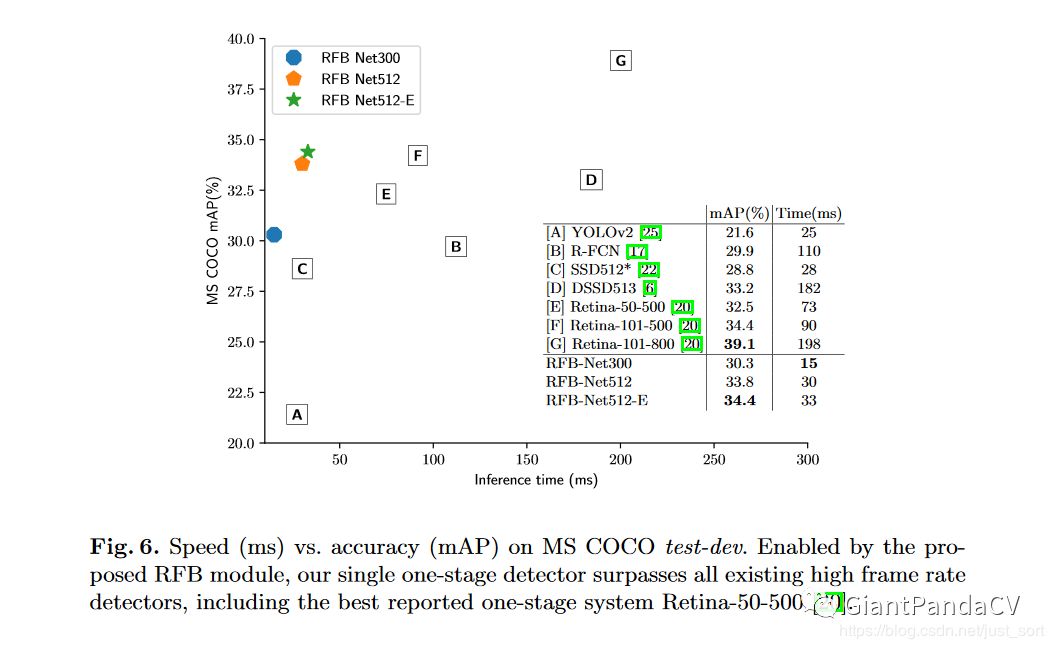 40.0
37.5
35.0
32.5
30.0
27.5
25.0
22.5
20.0
MS COCO mAP(%)
RFB Net300
RFB Net512
RFB Net512-E
G
F
D
E
B
C
A
50 100 150 200 250 300
Inference time (ms)
mAP(%) Time(ms)
[A] YOLOv2 [25] 21.6 25
[B] R-FCN [17] 29.9 110
[C] SSD512* [22] 28.8 28
[D] DSSD513 [6] 33.2 182
[E] Retina-50-500 [20] 32.5 73
[F] Retina-101-500 [20] 34.4 90
[G] Retina-101-800 [20] 39.1 198
RFB-Net300 30.3 15
RFB-Net512 33.8 30
RFB-Net512-E 34.4 33
Fig. 6. Speed (ms) vs. accuracy (mAP) on MS COCO test-dev. Enabled by the pro-
posed RFB module, our single one-stage detector surpasses all existing high frame rate
detectors, including the best reported one-stage system Retina-50-500
GiantPandaCV
https://blog.csdn.net/just_sort